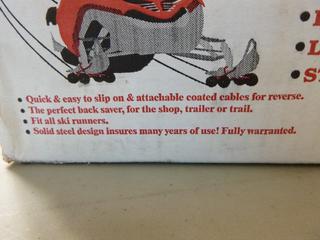 • Quick & easy to slip on & attachable coated cables for reverse.
• The perfect back saver, for the shop, trailer or trail.
• Fit all ski runners.
• Solid steel design insures many years of use! Fully warranted.